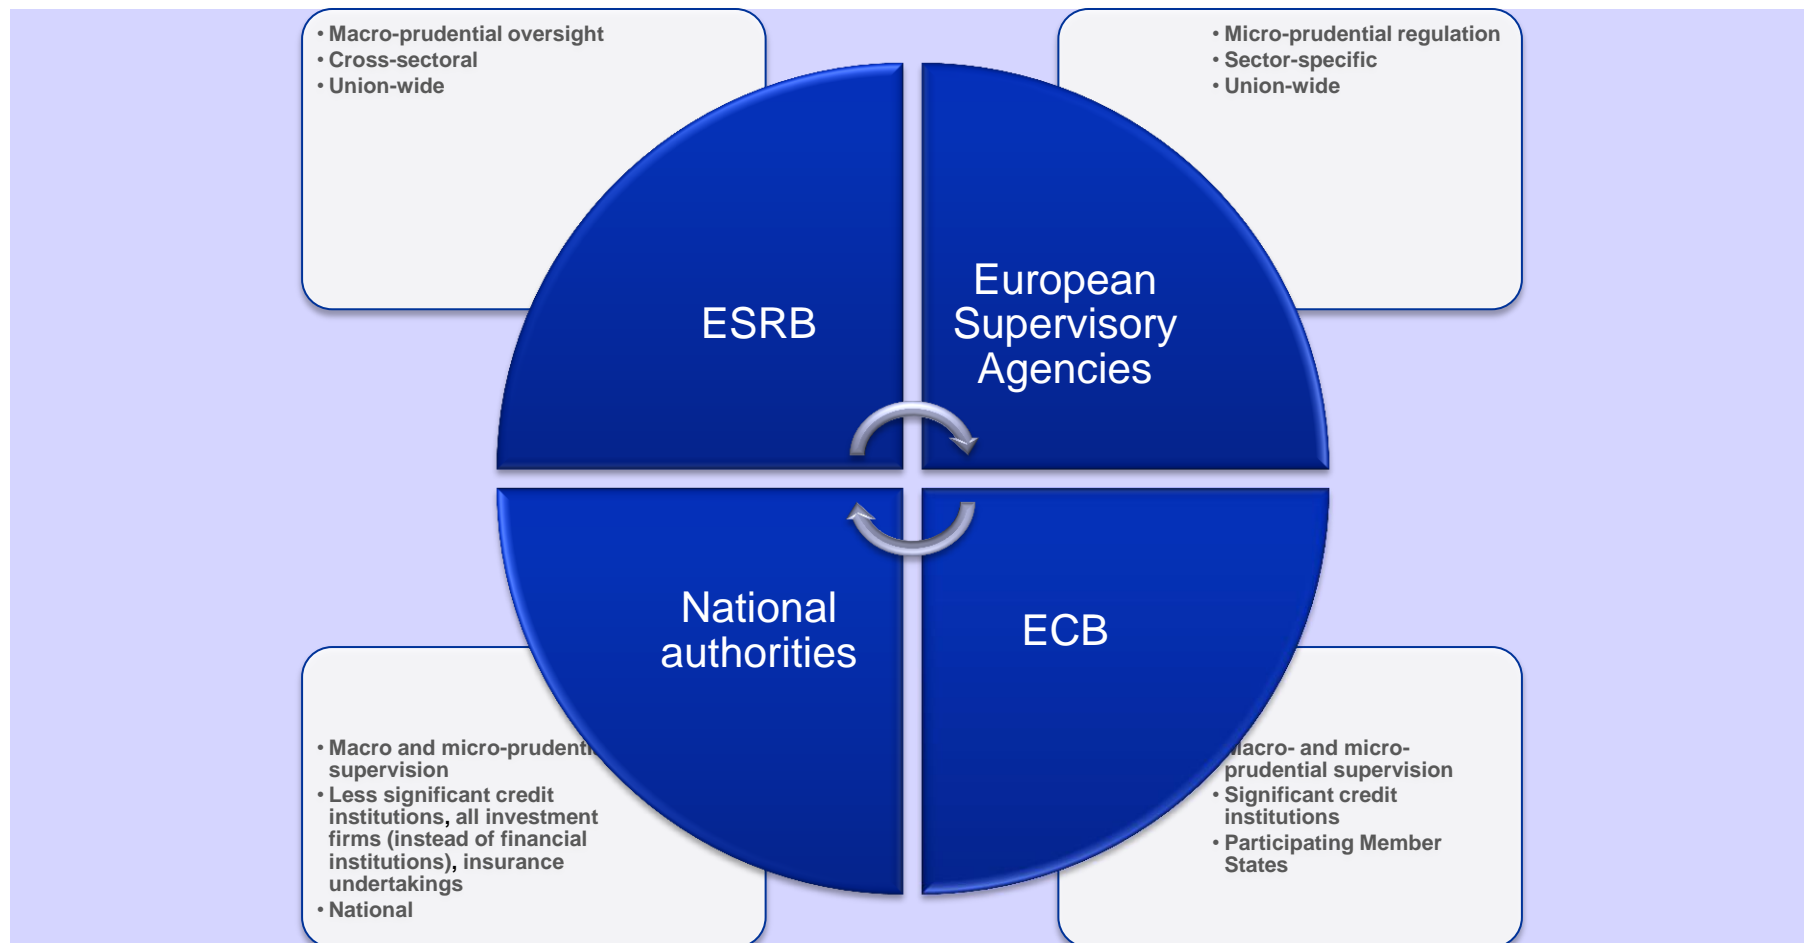 • Macro-prudential oversight
• Cross-sectoral
• Union-wide
• Micro-prudential regulation
• Sector-specific
• Union-wide
ESRB
European
Supervisory
Agencies
National
authorities
ECB
• Macro and micro-prudenti
supervision
• Less significant credit
institutions, all investment
firms (instead of financial
institutions), insurance
undertakings
• National
Macro- and micro-
prudential supervision
• Significant credit
institutions
• Participating Member
States